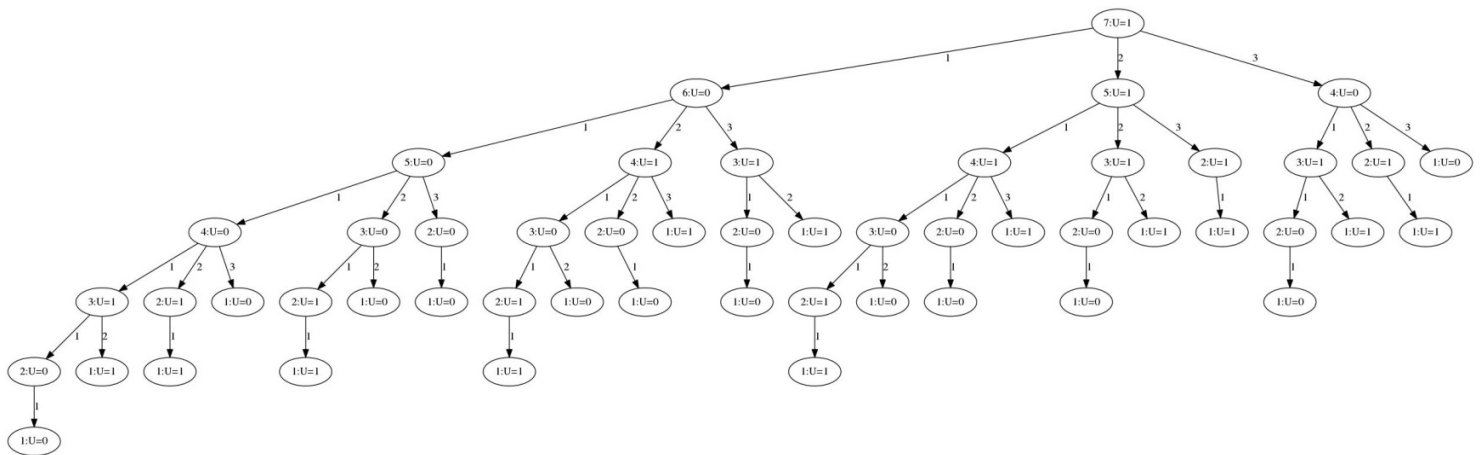 7:U=1
1 2 3
6:U=0 5:U=1 4:U=0
1 2 3 1 2 3 1 2 3
5:U=0 4:U=1 3:U=1 4:U=1 3:U=1 2:U=1 3:U=1 2:U=1 1:U=0
1 2 3 1 2 3 1 2 1 2 3 1 2 1 1 2 1
4:U=0 3:U=0 2:U=0 3:U=0 2:U=0 1:U=1 2:U=0 1:U=1 3:U=0 2:U=0 1:U=1 2:U=0 1:U=1 1:U=1 2:U=0 1:U=1 1:U=1
1 2 3 1 2 1 1 2 1 1 1 2 1 1 1
3:U=1 2:U=1 1:U=0 2:U=1 1:U=0 1:U=0 2:U=1 1:U=0 1:U=0 1:U=0 2:U=1 1:U=0 1:U=0 1:U=0 1:U=0
1 2 1 1 1 1
2:U=0 1:U=1 1:U=1 1:U=1 1:U=1 1:U=1
1
1:U=0